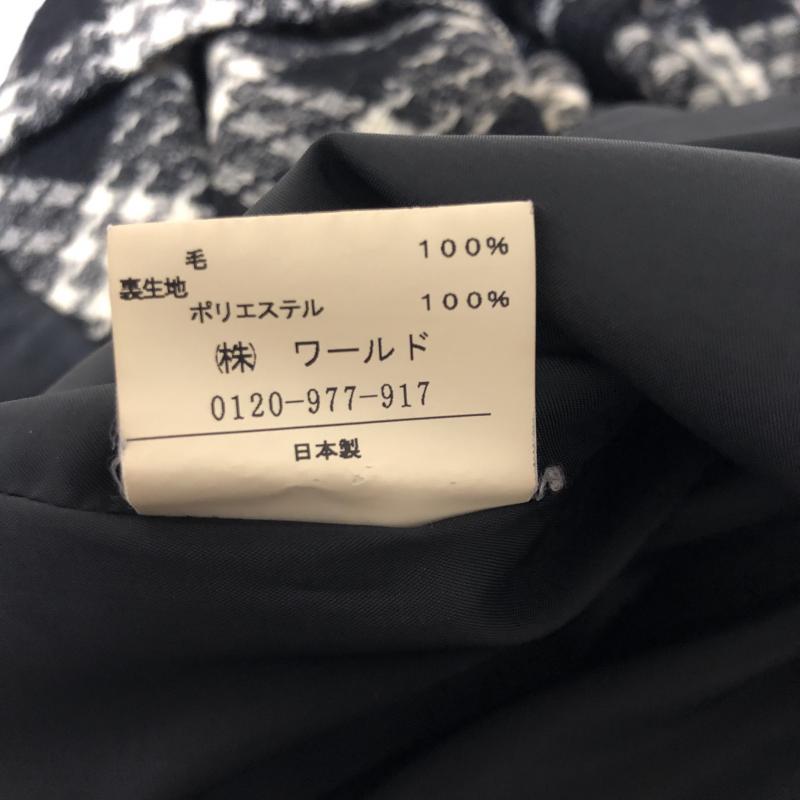 毛 100%
裏生地
ポリエステル 100%
㈱ ワールド
0120-977-917
日本製